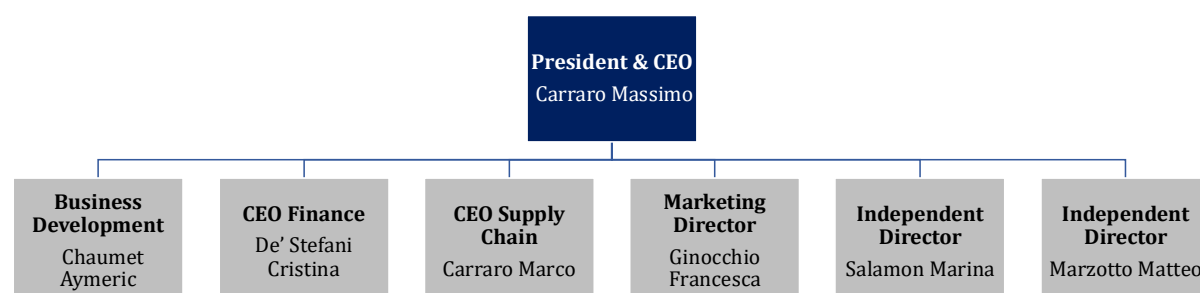 President & CEO
Carraro Massimo
Business
Development
Chaumet
Aymeric
CEO Finance
De’ Stefani
Cristina
CEO Supply
Chain
Carraro Marco
Marketing
Director
Ginocchio
Francesca
Independent
Director
Salamon Marina
Independent
Director
Marzotto Matteo